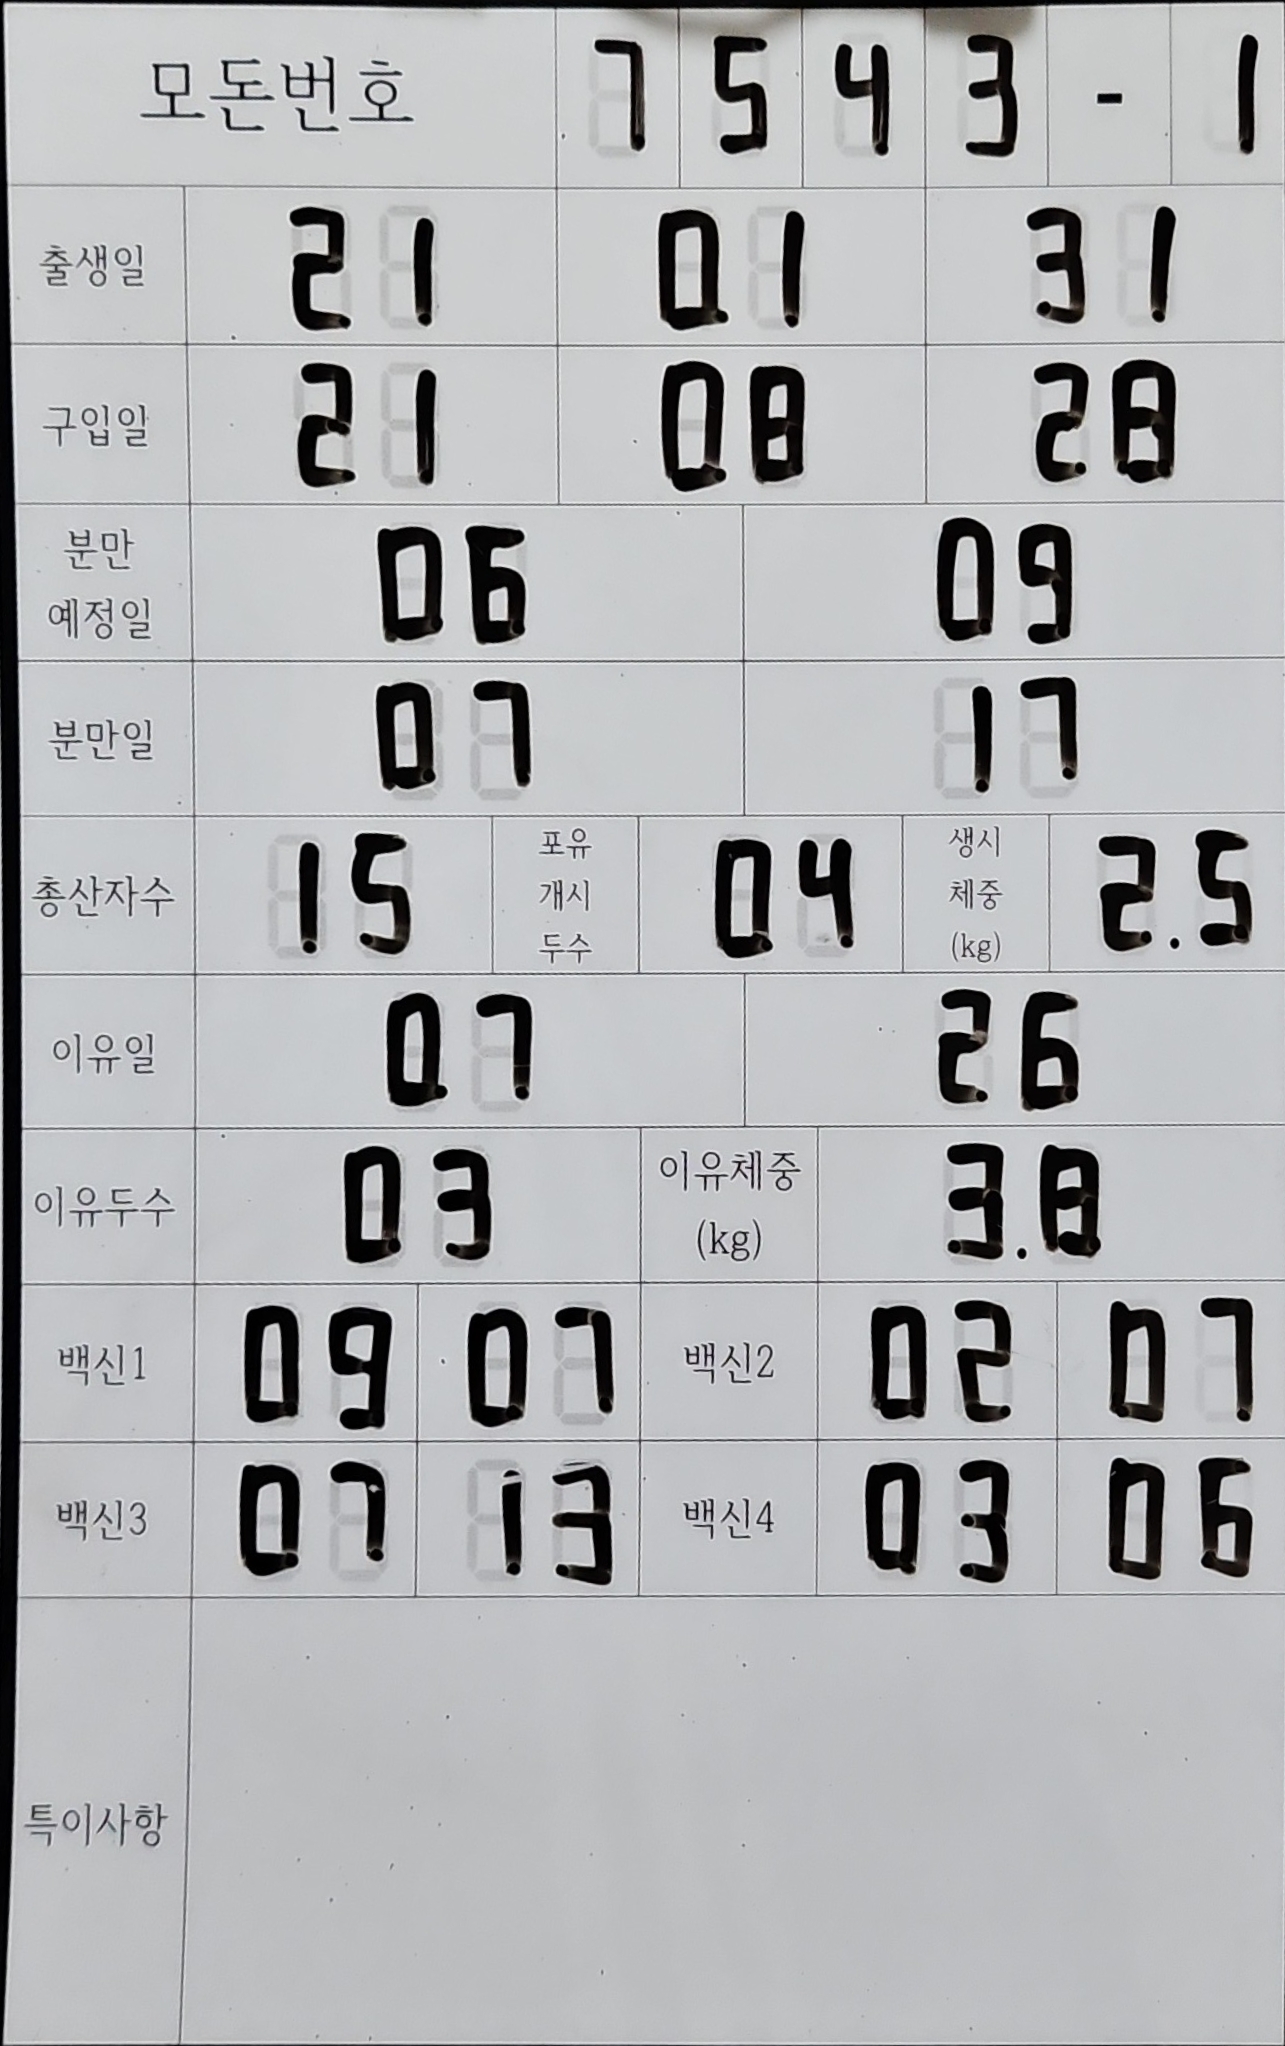 모돈번호 7543-1
출생일 21 01 31
구입일 21 08 28
분만 예정일 06 09
분만일 07 17
총산자수 15 포유 개시 두수 04 생시 체중 (kg) 2.5
이유일 07 26
이유두수 03 이유체중 (kg) 3.8
백신1 09 07 백신2 02 07
백신3 07 13 백신4 03 06
특이사항